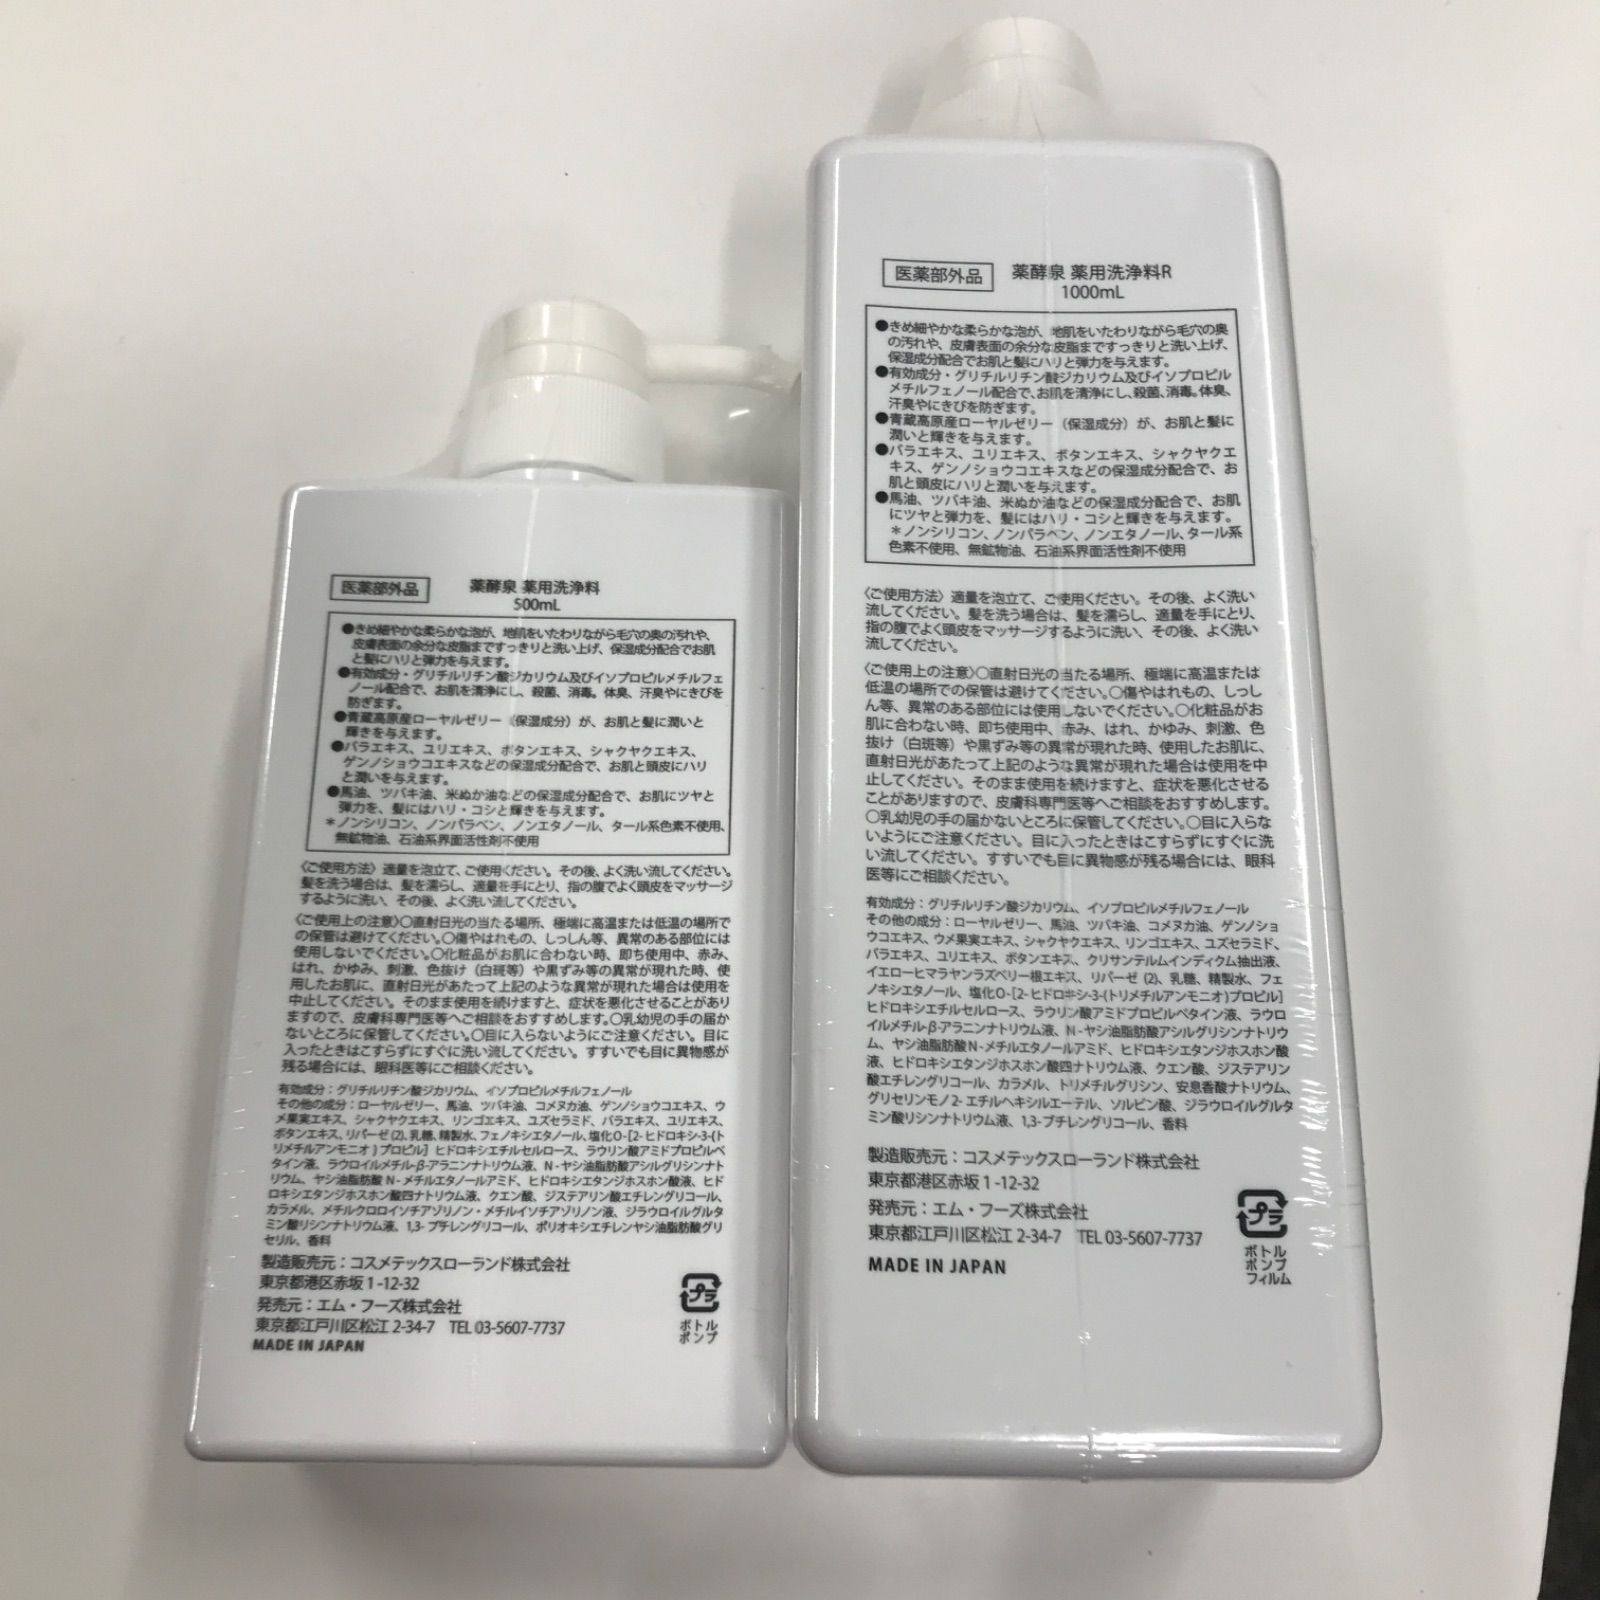 医薬部外品 薬酵泉 薬用洗浄料
500mL
●きめ細やかな柔らかな泡が、地肌をいたわりながら毛穴の奥の汚れや、
皮膚表面の余分な皮脂まですっきりと洗い上げ、保湿成分配合でお肌
と髪にハリと弾力を与えます。
●有効成分・グリチルリチン酸ジカリウム及びイソプロピルメチルフェ
ノール配合で、お肌を清浄にし、殺菌、消毒。体臭、汗臭やにきびを
防ぎます。
●青蔵高原産ローヤルゼリー（保湿成分）が、お肌と髪に潤いと
輝きを与えます。
●バラエキス、ユリエキス、ボタンエキス、シャクヤクエキス、
ゲンノショウコエキスなどの保湿成分配合で、お肌と頭皮にハリ
と潤いを与えます。
●馬油、ツバキ油、米ぬか油などの保湿成分配合で、お肌にツヤと
弾力を、髪にはハリ・コシと輝きを与えます。
＊ノンシリコン、ノンパラベン、ノンエタノール、タール系色素不使用、
無鉱物油、石油系界面活性剤不使用
〈ご使用方法〉適量を泡立て、ご使用ください。その後、よく洗い流してください。
髪を洗う場合は、髪を濡らし、適量を手にとり、指の腹でよく頭皮をマッサージ
するように洗い、その後、よく洗い流してください。
〈ご使用上の注意〉○直射日光の当たる場所、極端に高温または低温の場所で
の保管は避けてください。○傷やはれもの、しっしん等、異常のある部位には
使用しないでください。○化粧品がお肌に合わない時、即ち使用中、赤み、
はれ、かゆみ、刺激、色抜け（白斑等）や黒ずみ等の異常が現れた時、使
用したお肌に、直射日光があたって上記のような異常が現れた場合は使用を
中止してください。そのまま使用を続けますと、症状を悪化させることがあり
ますので、皮膚科専門医等へご相談をおすすめします。○乳幼児の手の届か
ないところに保管してください。○目に入らないようにご注意ください。目に
入ったときはこすらずにすぐに洗い流してください。すすいでも目に異物感が
残る場合には、眼科医等にご相談ください。
有効成分：グリチルリチン酸ジカリウム、イソプロピルメチルフェノール
その他の成分：ローヤルゼリー、馬油、ツバキ油、コメヌカ油、ゲンノショウコエキス、ウ
メ果実エキス、シャクヤクエキス、リンゴエキス、ユズセラミド、バラエキス、ユリエキス、
ボタンエキス、リパーゼ(2)、乳糖、精製水、フェノキシエタノール、塩化O-[2-ヒドロキシ-3-(ト
リメチルアンモニオ)プロピル]ヒドロキシエチルセルロース、ラウリン酸アミドプロピルベ
タイン液、ラウロイルメチル-β-アラニンナトリウム液、N-ヤシ油脂肪酸アシルグリシンナト
リウム、ヤシ油脂肪酸N-メチルエタノールアミド、ヒドロキシエタンジホスホン酸液、ヒド
ロキシエタンジホスホン酸四ナトリウム液、クエン酸、ジステアリン酸エチレングリコール、
カラメル、メチルクロロイソチアゾリノン・メチルイソチアゾリノン液、ジラウロイルグルタ
ミン酸リシンナトリウム液、1,3-ブチレングリコール、ポリオキシエチレンヤシ油脂肪酸グリ
セリル、香料
製造販売元：コスメテックスローランド株式会社
東京都港区赤坂1-12-32
発売元：エム・フーズ株式会社
東京都江戸川区松江2-34-7 TEL 03-5607-7737
MADE IN JAPAN
プラ
ボトル
ポンプ
医薬部外品 薬酵泉 薬用洗浄料R
1000mL
●きめ細やかな柔らかな泡が、地肌をいたわりながら毛穴の奥
の汚れや、皮膚表面の余分な皮脂まですっきりと洗い上げ、
保湿成分配合でお肌と髪にハリと弾力を与えます。
●有効成分・グリチルリチン酸ジカリウム及びイソプロピル
メチルフェノール配合で、お肌を清浄にし、殺菌、消毒。体臭、
汗臭やにきびを防ぎます。
●青蔵高原産ローヤルゼリー（保湿成分）が、お肌と髪に
潤いと輝きを与えます。
●バラエキス、ユリエキス、ボタンエキス、シャクヤクエ
キス、ゲンノショウコエキスなどの保湿成分配合で、お
肌と頭皮にハリと潤いを与えます。
●馬油、ツバキ油、米ぬか油などの保湿成分配合で、お肌
にツヤと弾力を、髪にはハリ・コシと輝きを与えます。
＊ノンシリコン、ノンパラベン、ノンエタノール、タール系
色素不使用、無鉱物油、石油系界面活性剤不使用
〈ご使用方法〉適量を泡立て、ご使用ください。その後、よく洗い
流してください。髪を洗う場合は、髪を濡らし、適量を手にとり、
指の腹でよく頭皮をマッサージするように洗い、その後、よく洗い
流してください。
〈ご使用上の注意〉○直射日光の当たる場所、極端に高温または
低温の場所での保管は避けてください。○傷やはれもの、しっし
ん等、異常のある部位には使用しないでください。○化粧品がお
肌に合わない時、即ち使用中、赤み、はれ、かゆみ、刺激、色
抜け（白斑等）や黒ずみ等の異常が現れた時、使用したお肌に、
直射日光があたって上記のような異常が現れた場合は使用を中
止してください。そのまま使用を続けますと、症状を悪化させる
ことがありますので、皮膚科専門医等へご相談をおすすめします。
○乳幼児の手の届かないところに保管してください。○目に入らな
いようにご注意ください。目に入ったときはこすらずにすぐに洗
い流してください。すすいでも目に異物感が残る場合には、眼科
医等にご相談ください。
有効成分：グリチルリチン酸ジカリウム、イソプロピルメチルフェノール
その他の成分：ローヤルゼリー、馬油、ツバキ油、コメヌカ油、ゲンノショ
ウコエキス、ウメ果実エキス、シャクヤクエキス、リンゴエキス、ユズセラミド、
バラエキス、ユリエキス、ボタンエキス、クリサンテルムインディクム抽出液、
イエローヒマラヤンラズベリー根エキス、リパーゼ(2)、乳糖、精製水、フェ
ノキシエタノール、塩化O-[2-ヒドロキシ-3-(トリメチルアンモニオ)プロピル]
ヒドロキシエチルセルロース、ラウリン酸アミドプロピルベタイン液、ラウロ
イルメチル-β-アラニンナトリウム液、N-ヤシ油脂肪酸アシルグリシンナトリウ
ム、ヤシ油脂肪酸N-メチルエタノールアミド、ヒドロキシエタンジホスホン酸
液、ヒドロキシエタンジホスホン酸四ナトリウム液、クエン酸、ジステアリン
酸エチレングリコール、カラメル、トリメチルグリシン、安息香酸ナトリウム、
グリセリンモノ2-エチルヘキシルエーテル、ソルビン酸、ジラウロイルグルタ
ミン酸リシンナトリウム液、1,3-ブチレングリコール、香料
製造販売元：コスメテックスローランド株式会社
東京都港区赤坂1-12-32
発売元：エム・フーズ株式会社
東京都江戸川区松江2-34-7 TEL 03-5607-7737
MADE IN JAPAN
プラ
ボトル
ポンプ
フィルム